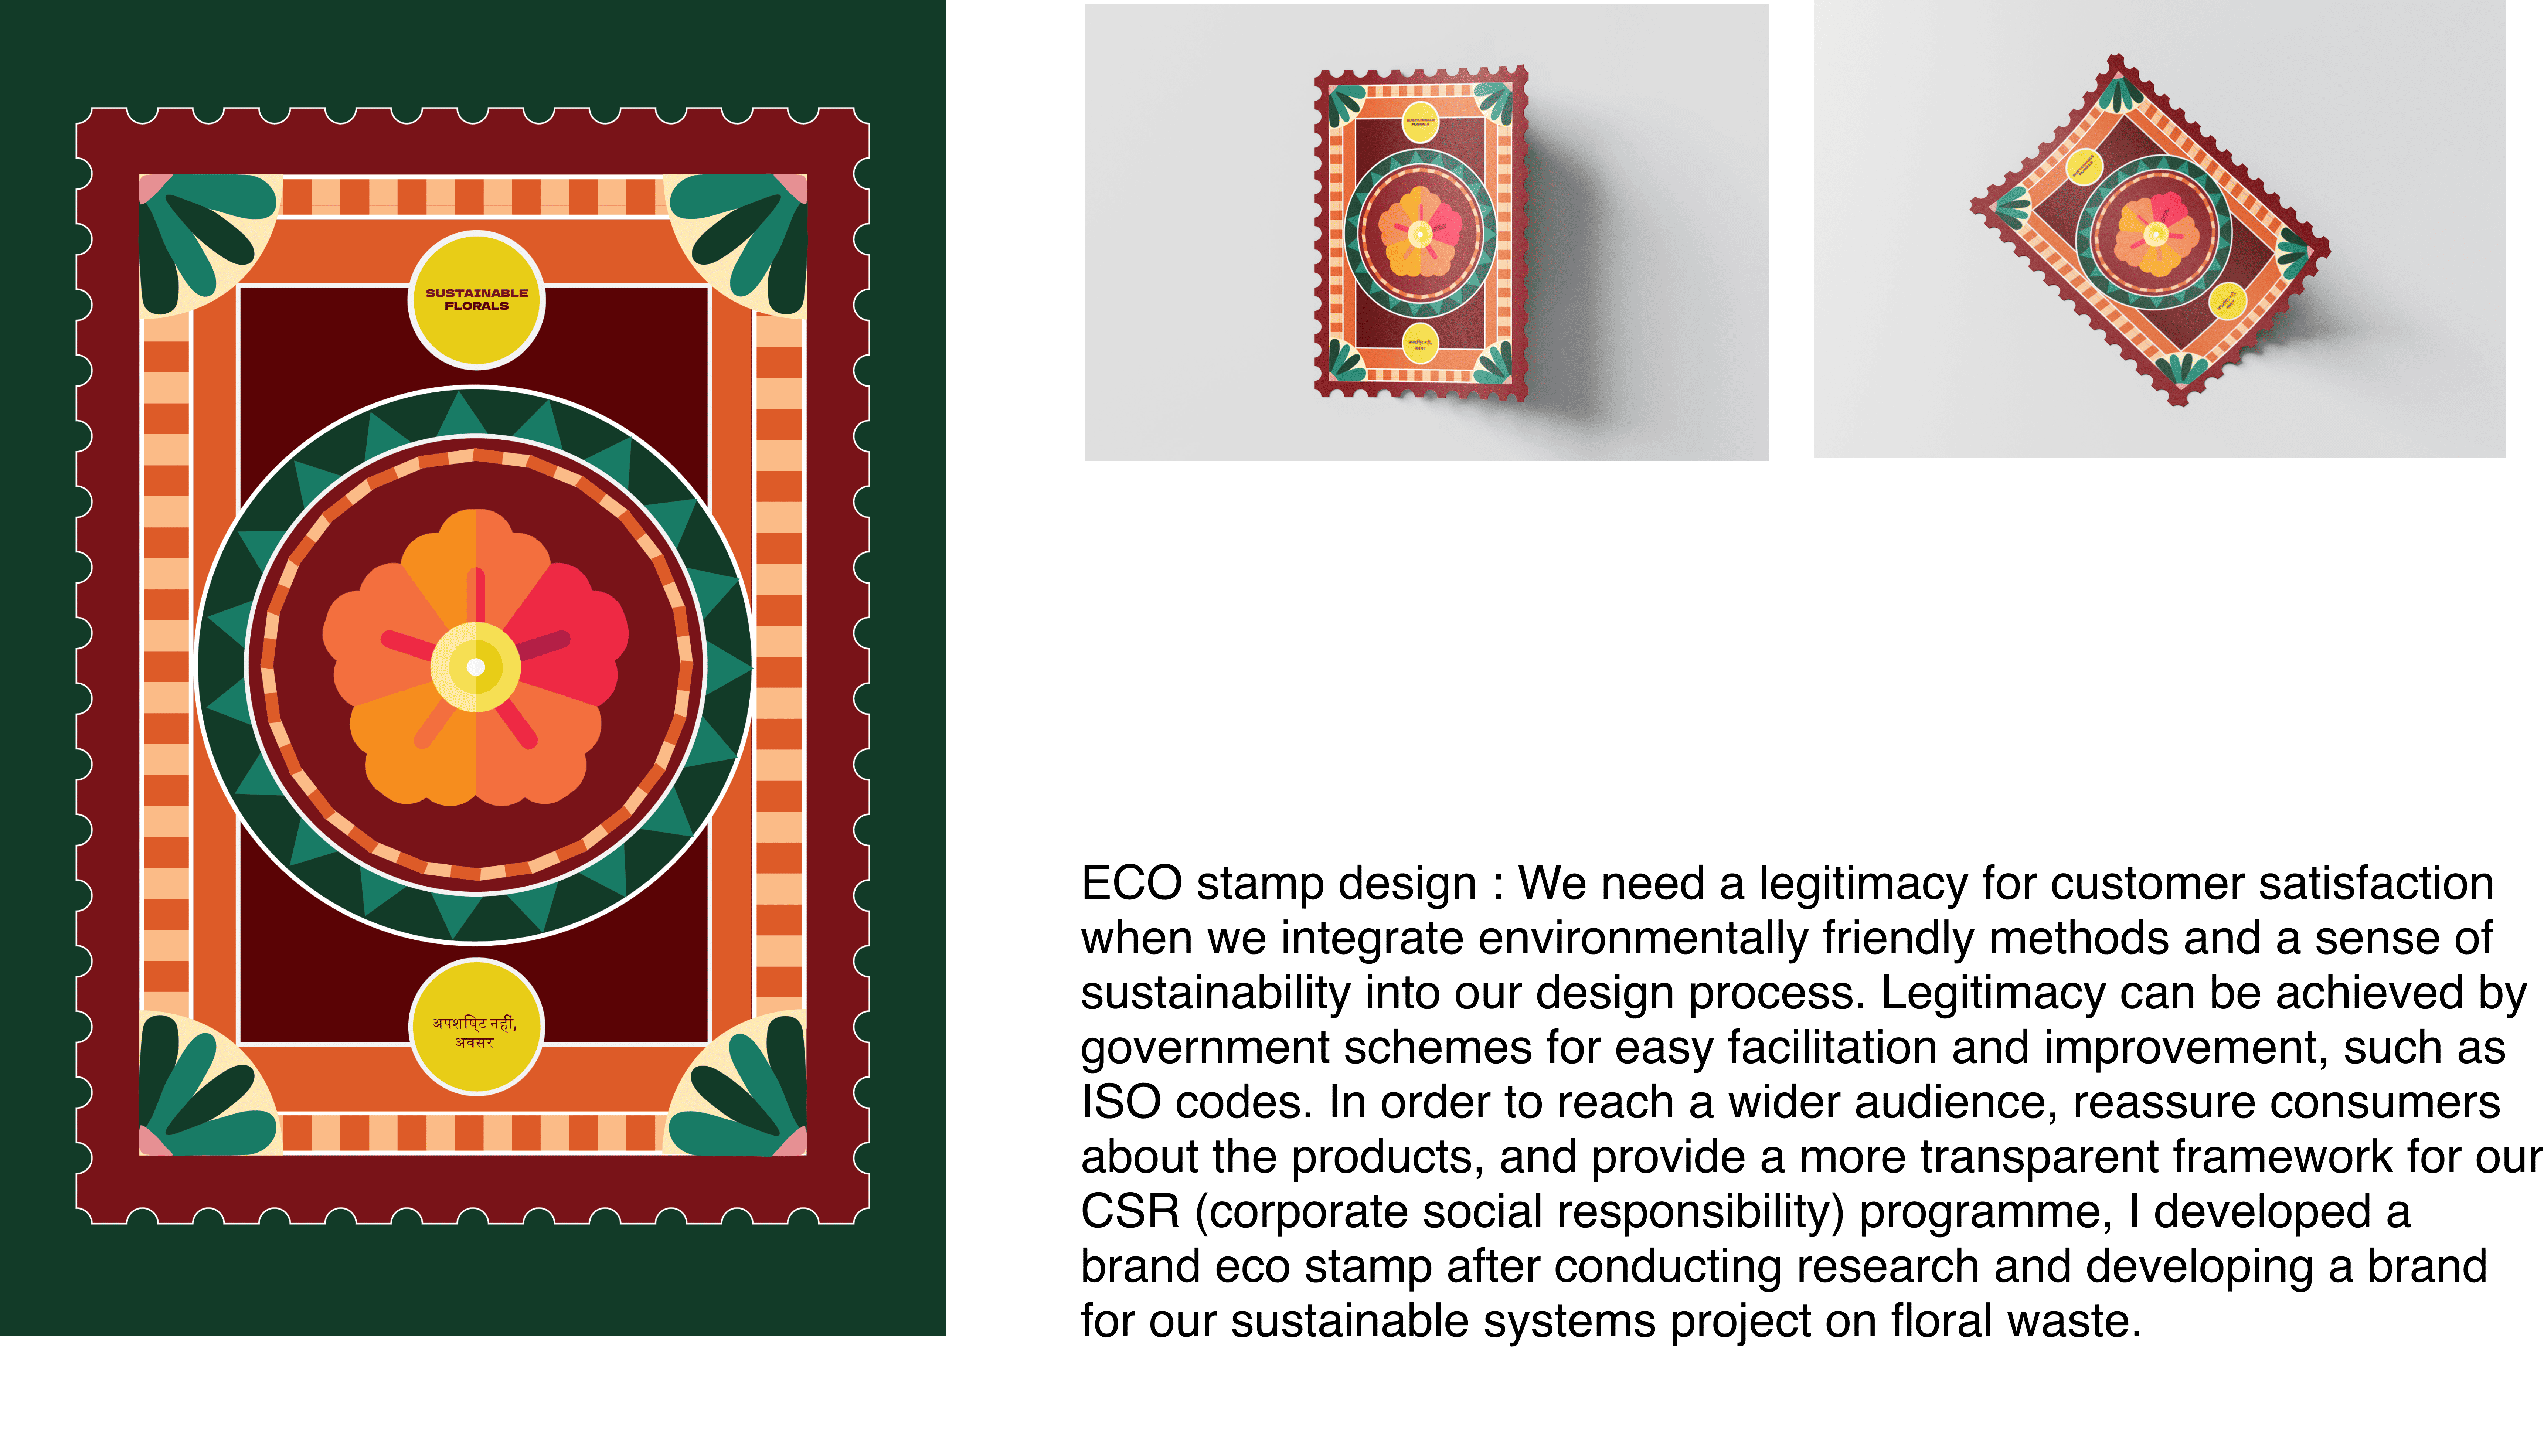 SUSTAINABLE
FLORALS
अपशिष्ट नहीं,
अवसर
ECO stamp design : We need a legitimacy for customer satisfaction
when we integrate environmentally friendly methods and a sense of
sustainability into our design process. Legitimacy can be achieved by
government schemes for easy facilitation and improvement, such as
ISO codes. In order to reach a wider audience, reassure consumers
about the products, and provide a more transparent framework for our
CSR (corporate social responsibility) programme, I developed a
brand eco stamp after conducting research and developing a brand
for our sustainable systems project on floral waste.